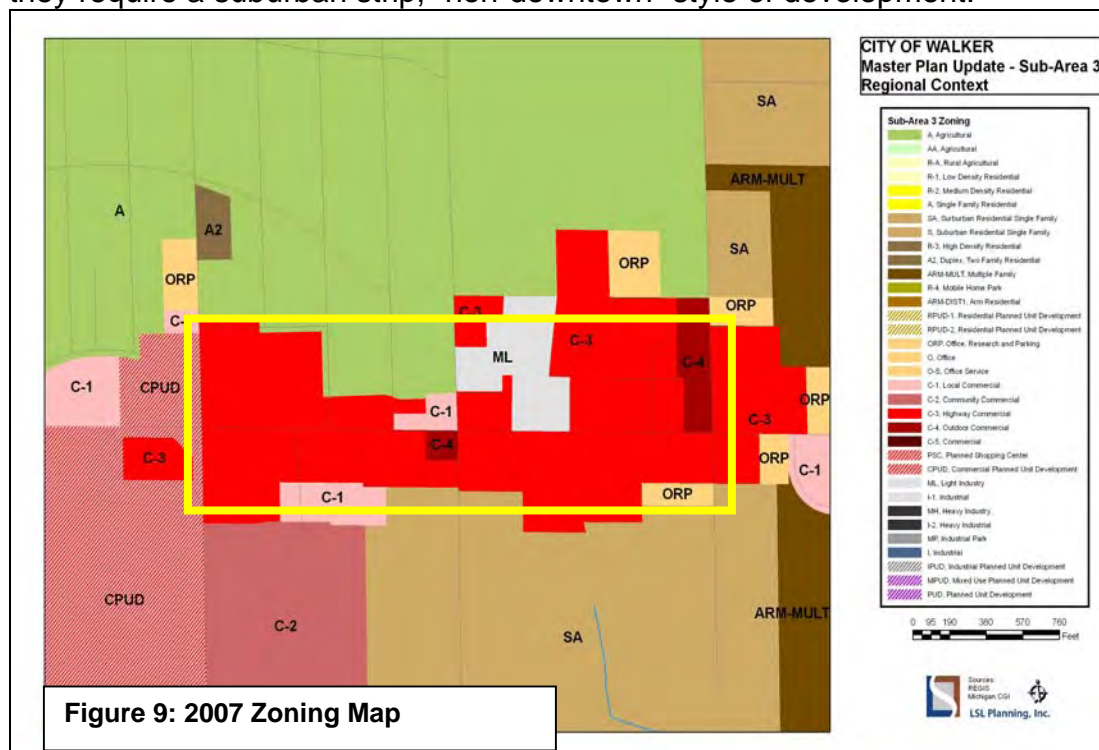 they require a suburban strip, "non-downtown" style of development.
CITY OF WALKER
Master Plan Update - Sub-Area 3
Regional Context
SA
ARM-MULT
A
A2
SA
ORP
ORP
ORP
C-
C-3
C-3
C-4
ML
C-1
CPUD
C-1
C-3
ORP
C-4
C-3
ORP
C-1
C-1
ORP
CPUD
C-2
SA
ARM-MULT
Sub-Area 3 Zoning
A, Agricultural
AA, Agricultural
R-A, Rural Agricultural
R-1, Low Density Residential
R-2, Medium Density Residential
A, Single Family Residential
SA, Surburban Residential Single Family
S, Suburban Residential Single Family
R-3, High Density Residential
A2, Duplex, Two Family Residential
ARM-MULT, Multiple Family
R-4, Mobile Home Park
ARM-DIST1, Arm Residential
RPUD-1, Residential Planned Unit Development
RPUD-2, Residential Planned Unit Development
ORP, Office, Research and Parking
O, Office
O-S, Office Service
C-1, Local Commercial
C-2, Community Commercial
C-3, Highway Commercial
C-4, Outdoor Commercial
C-5, Commercial
PSC, Planned Shopping Center
CPUD, Commercial Planned Unit Development
ML, Light Industry
I-1, Industrial
MH, Heavy Industry
I-2, Heavy Industrial
MP, Industrial Park
I, Industrial
IPUD, Industrial Planned Unit Development
MPUD, Mixed Use Planned Unit Development
PUD, Planned Unit Development
0 95 190 380 570 760
Feet
Sources:
REGIS
Michigan CGI
LSL Planning, Inc.
Figure 9: 2007 Zoning Map